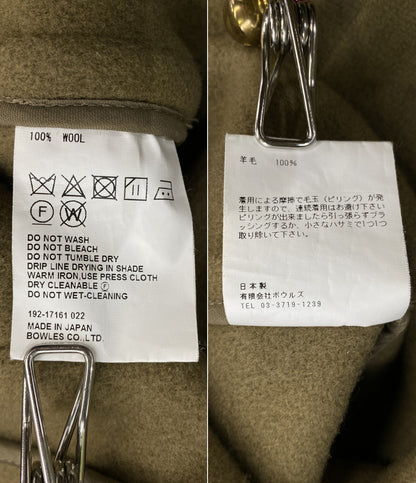 100% WOOL
F W
DO NOT WASH
DO NOT BLEACH
DO NOT TUMBLE DRY
DRIP LINE DRYING IN SHADE
WARM IRON,USE PRESS CLOTH
DRY CLEANABLE Ⓕ
DO NOT WET-CLEANING
192-17161 022
MADE IN JAPAN
BOWLES CO.,LTD.
羊毛 100%
着用による摩擦で毛玉(ピリング)が発
生しますので、連続着用はお避け下さい
ピリングが出来ましたら引っ張らずブラ
ッシングするか、小さなハサミで1つ1つ
取り除いて下さい。
日本製
有限会社ボウルズ
TEL 03-3719-1239